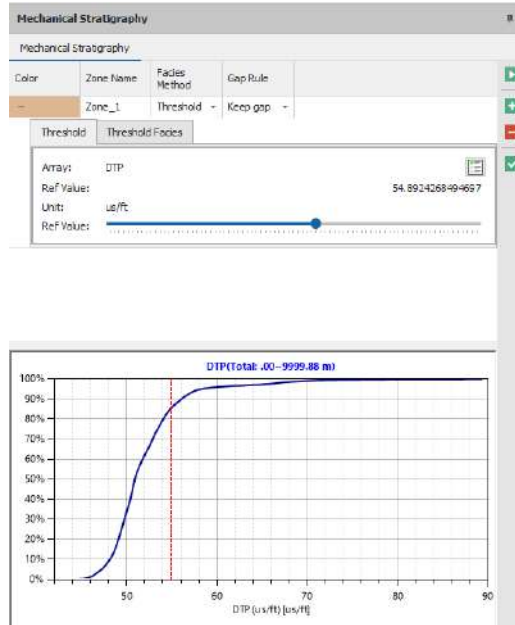 Mechanical Stratigraphy
Mechanical Stratigraphy
Color Zone Name Facies Method Gap Rule
Zone_1 Threshold Keep gap
Threshold Threshold Facies
Array: DTP
Ref Value: 54.8924268494697
Unit: us/ft
Ref Value:
DTP(Total: .00--9999.88 m)
100%
90%
80%
70%
60%
50%
40%
30%
20%
10%
0%
50 60 70 80 90
DTP (us/ft) [us/ft]